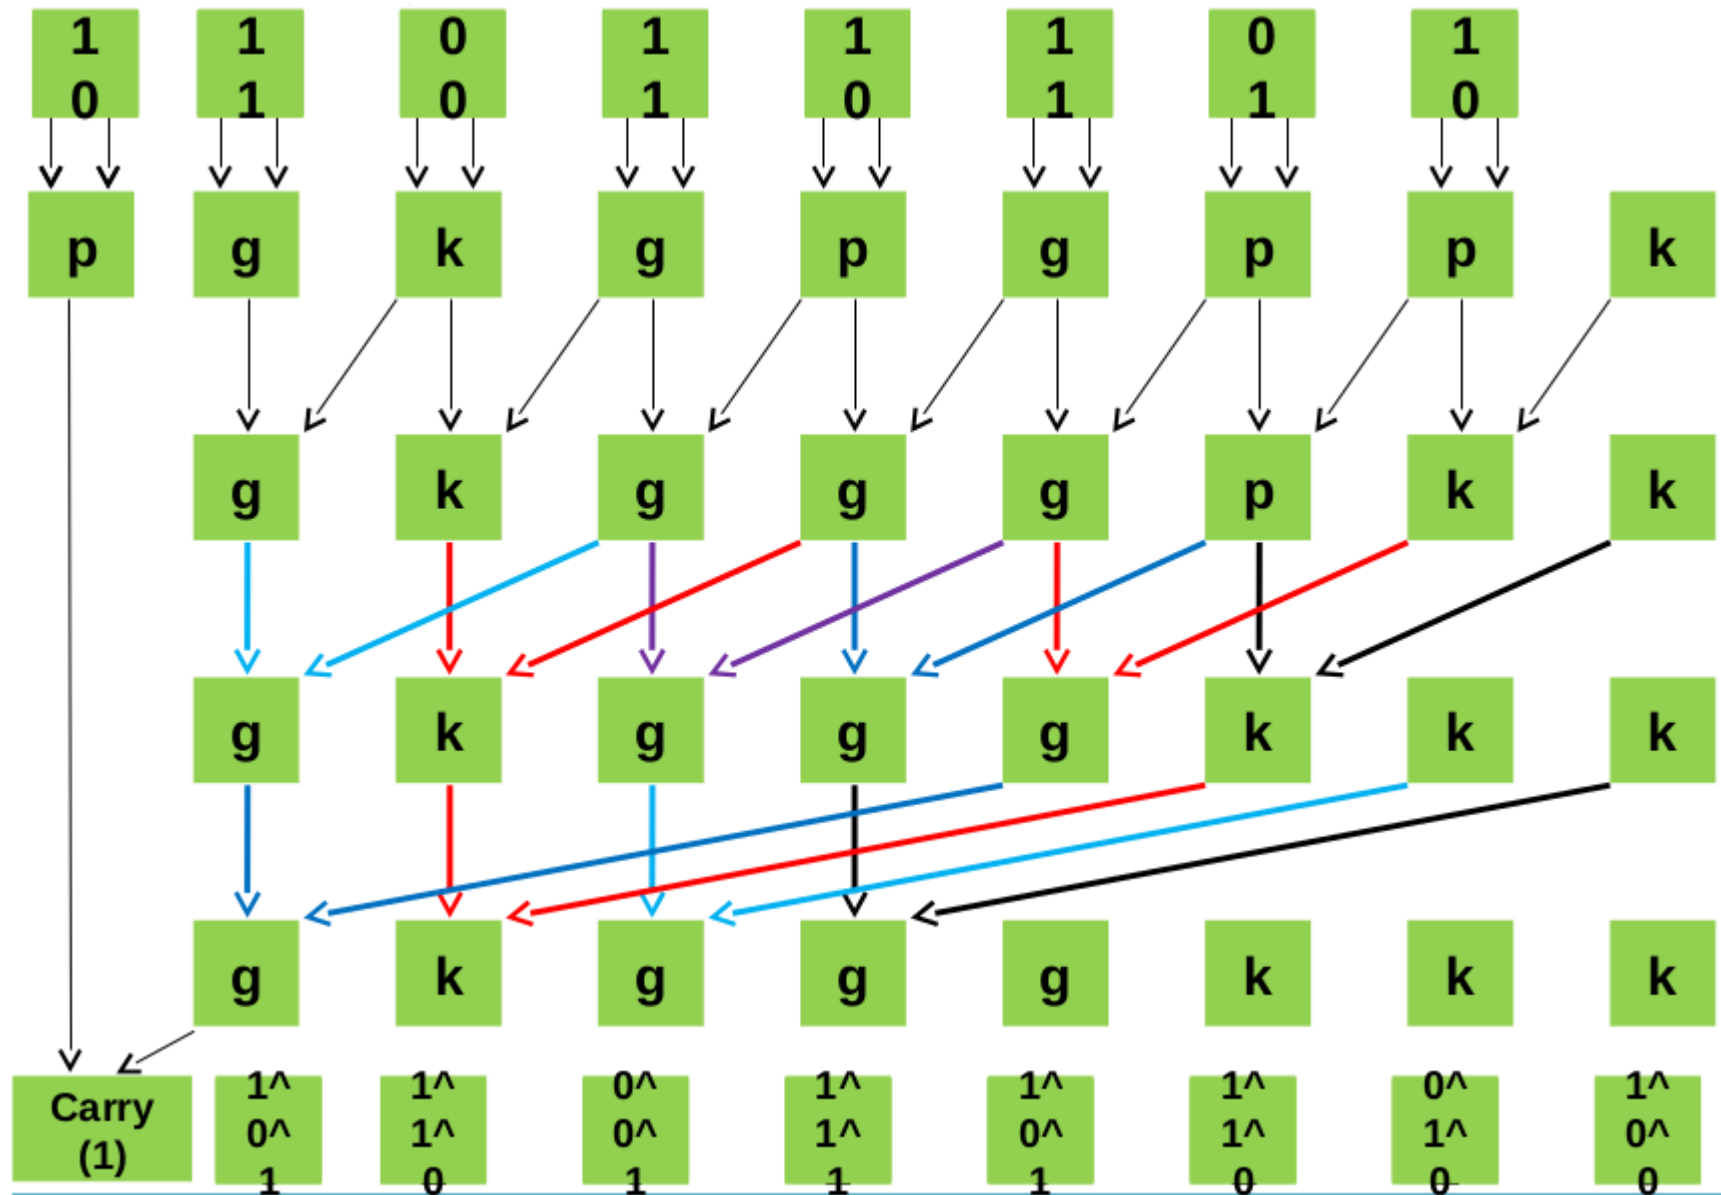 1 1 0 1 1 1 0 1
0 1 0 1 0 1 1 0
p g k g p g p p k
g k g g g p k k
g k g g g k k k
g k g g g k k k
Carry 1^ 1^ 0^ 1^ 1^ 1^ 0^ 1^
(1) 0^ 1^ 0^ 1^ 0^ 1^ 1^ 0^
1 0 1 1 1 0 0 0